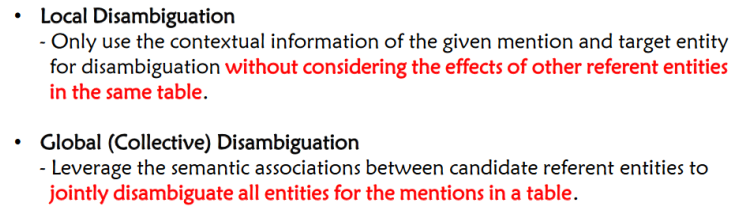 • Local Disambiguation
- Only use the contextual information of the given mention and target entity
for disambiguation without considering the effects of other referent entities
in the same table.
• Global (Collective) Disambiguation
- Leverage the semantic associations between candidate referent entities to
jointly disambiguate all entities for the mentions in a table.